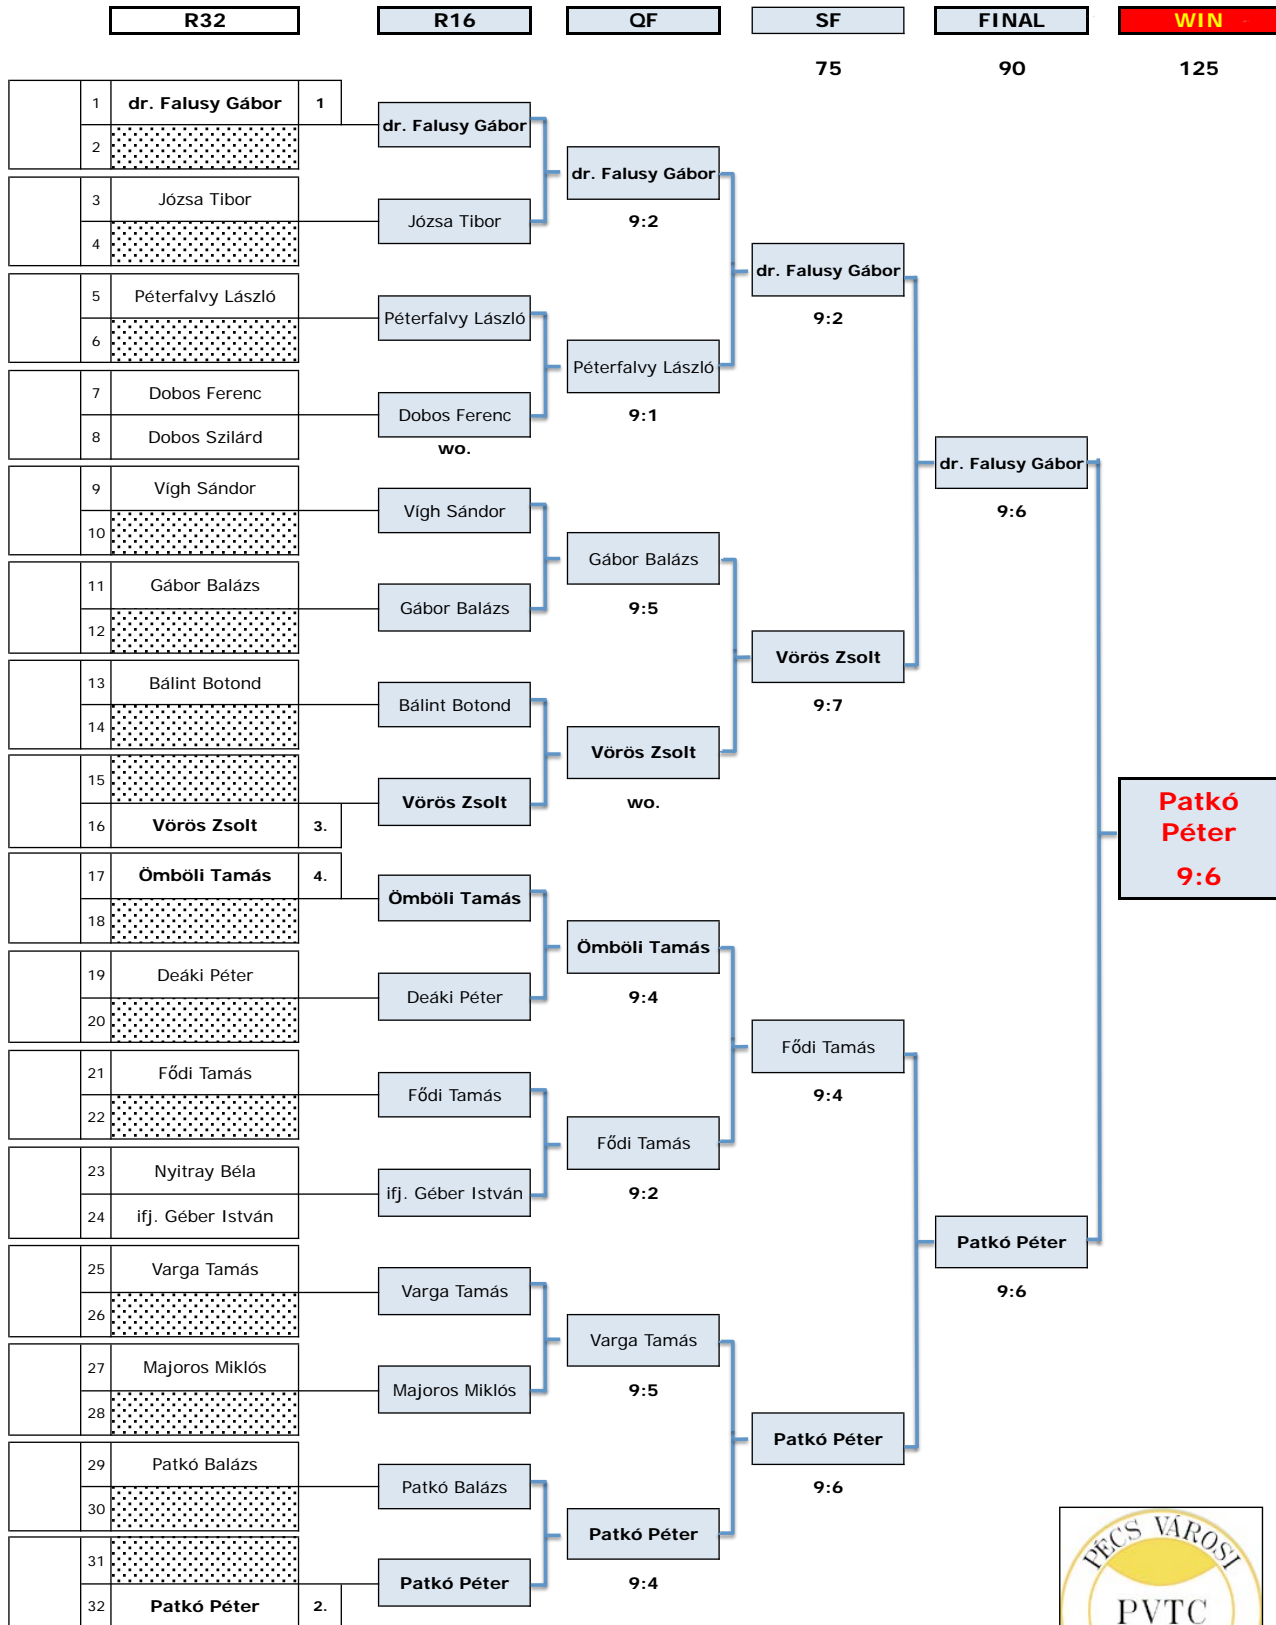 R32 R16 QF SF FINAL WIN
75 90 125
1 dr. Falusy Gábor 1
2
3 Józsa Tibor
4
5 Péterfalvy László
6
7 Dobos Ferenc
8 Dobos Szilárd
9 Vígh Sándor
10
11 Gábor Balázs
12
13 Bálint Botond
14
15
16 Vörös Zsolt 3.
17 Ömböli Tamás 4.
18
19 Deáki Péter
20
21 Fődi Tamás
22
23 Nyitray Béla
24 ifj. Géber István
25 Varga Tamás
26
27 Majoros Miklós
28
29 Patkó Balázs
30
31
32 Patkó Péter 2.
dr. Falusy Gábor
Józsa Tibor
Péterfalvy László
Dobos Ferenc
wo.
Vígh Sándor
Gábor Balázs
Bálint Botond
Vörös Zsolt
Ömböli Tamás
Deáki Péter
Fődi Tamás
ifj. Géber István
Varga Tamás
Majoros Miklós
Patkó Balázs
Patkó Péter
dr. Falusy Gábor
9:2
Péterfalvy László
9:1
Gábor Balázs
9:5
Vörös Zsolt
wo.
Ömböli Tamás
9:4
Fődi Tamás
9:2
Varga Tamás
9:5
Patkó Péter
9:4
dr. Falusy Gábor
9:2
Vörös Zsolt
9:7
Fődi Tamás
9:4
Patkó Péter
9:6
dr. Falusy Gábor
9:6
Patkó Péter
9:6
Patkó
Péter
9:6
PÉCS VÁROSI
PVTC